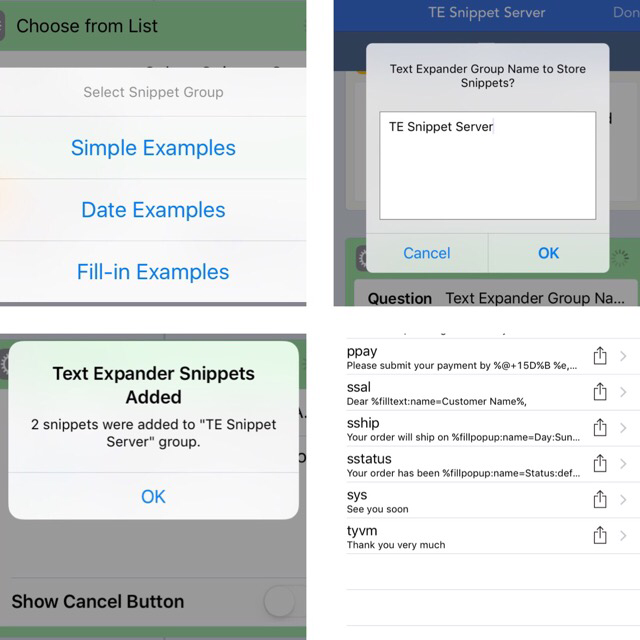 Choose from List
Select Snippet Group
Simple Examples
Date Examples
Fill-in Examples
TE Snippet Server
Don
Text Expander Group Name to Store
Snippets?
TE Snippet Server
Cancel
OK
Question Text Expander Group Na...
Text Expander Snippets
Added
2 snippets were added to "TE Snippet
Server" group.
OK
Show Cancel Button
ppay
Please submit your payment by %@+15D%B %e,...
ssal
Dear %filltext:name=Customer Name%,
sship
Your order will ship on %fillpopup:name=Day:Sun...
sstatus
Your order has been %fillpopup:name=Status:def...
sys
See you soon
tyvm
Thank you very much